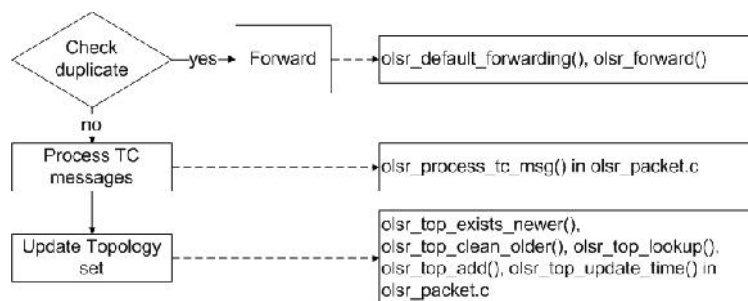 Check
duplicate
yes
Forward
olsr_default_forwarding(), olsr_forward()
no
Process TC
messages
olsr_process_tc_msg() in olsr_packet.c
Update Topology
set
olsr_top_exists_newer(),
olsr_top_clean_older(), olsr_top_lookup(),
olsr_top_add(), olsr_top_update_time() in
olsr_packet.c